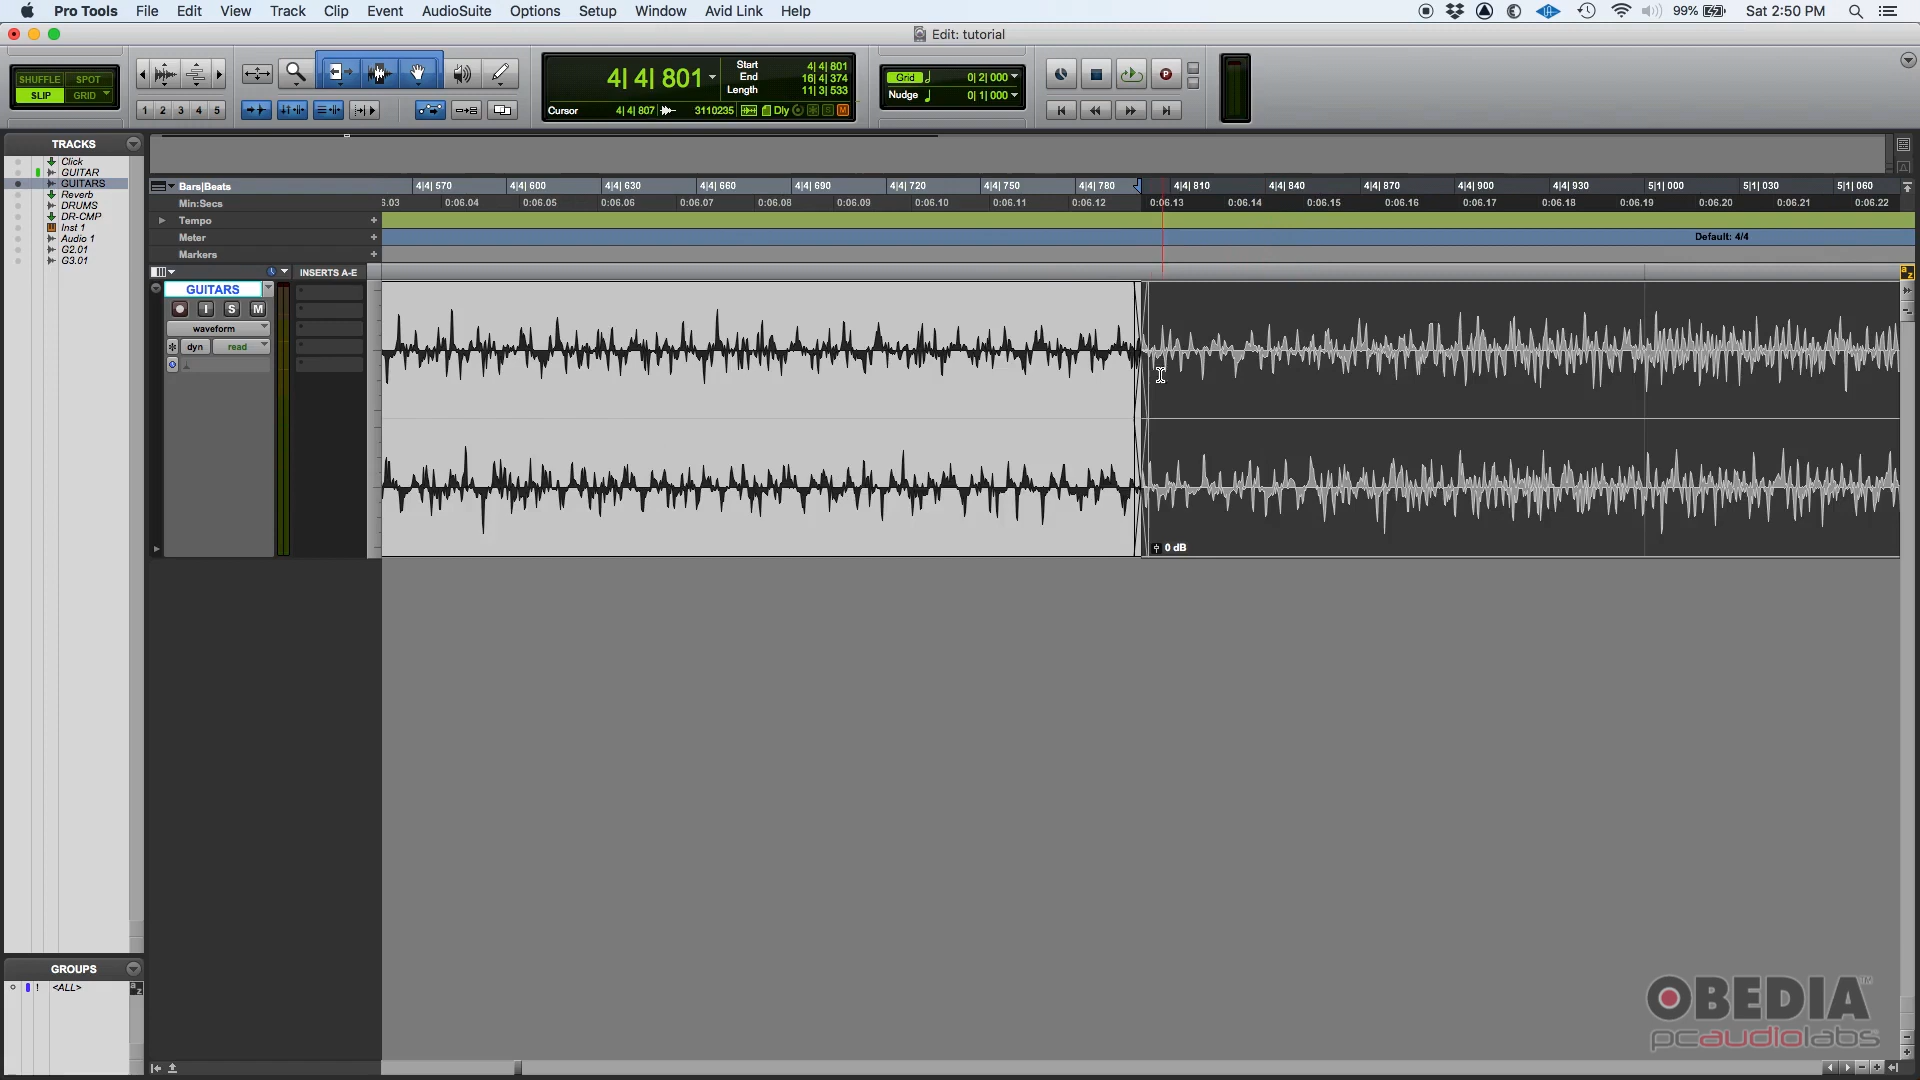 Pro Tools File Edit View Track Clip Event AudioSuite Options Setup Window Avid Link Help 99% Sat 2:50 PM
Edit: tutorial
SHUFFLE SPOT
SLIP GRID
1 2 3 4 5
4| 4| 801
Start 4| 4| 801
End 16| 4| 374
Length 11| 3| 533
Cursor 4| 4| 807 3110235 Dly
Grid 0| 2| 000
Nudge 0| 1| 000
TRACKS
Click
GUITAR
GUITARS
Reverb
DRUMS
DR-CMP
Inst 1
Audio 1
G2.01
G3.01
Bars|Beats 4|4| 570 4|4| 600 4|4| 630 4|4| 660 4|4| 690 4|4| 720 4|4| 750 4|4| 780 4|4| 810 4|4| 840 4|4| 870 4|4| 900 4|4| 930 5|1| 000 5|1| 030 5|1| 060
Min:Secs 0:06.04 0:06.05 0:06.06 0:06.07 0:06.08 0:06.09 0:06.10 0:06.11 0:06.12 0:06.13 0:06.14 0:06.15 0:06.16 0:06.17 0:06.18 0:06.19 0:06.20 0:06.21 0:06.22
Tempo
Meter Default: 4/4
Markers
INSERTS A-E
GUITARS
I S M
waveform
dyn read
0 dB
GROUPS
! <ALL>
a z
OBEDIA™
pcaudiolabs